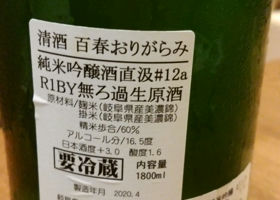 清酒 百春おりがらみ
純米吟醸酒直汲#12a
R1BY無ろ過生原酒
原材料/麹米(岐阜県産美濃錦)
掛米(岐阜県産美濃錦)
精米歩合/60%
アルコール分/16.5度
日本酒度+3.0 酸度1.6
要冷蔵
1800ml
製造年月 2020.4